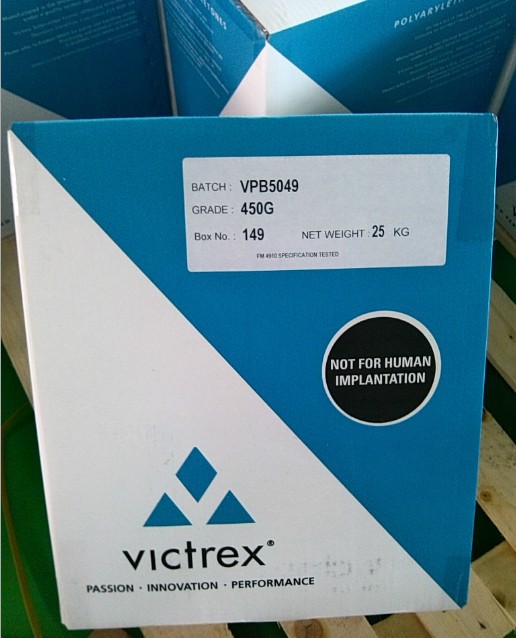 POLYARYLET
BATCH : VPB5049
GRADE : 450G
Box No. : 149 NET WEIGHT : 25 KG
FM 4910 SPECIFICATION TESTED
NOT FOR HUMAN
IMPLANTATION
victrex®
PASSION · INNOVATION · PERFORMANCE